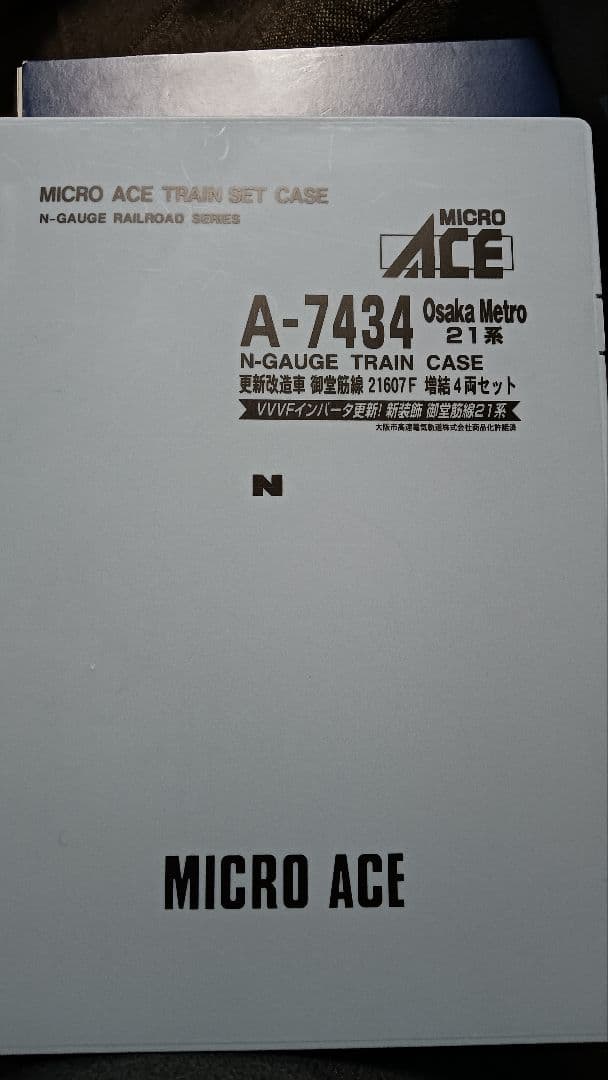 MICRO ACE TRAIN SET CASE
N-GAUGE RAILROAD SERIES
MICRO
ACE
A-7434 Osaka Metro
21系
N-GAUGE TRAIN CASE
更新改造車 御堂筋線 21607F 増結4両セット
VVVFインバータ更新! 新装飾 御堂筋線21系
大阪市高速電気軌道株式会社商品化許諾済
N
MICRO ACE